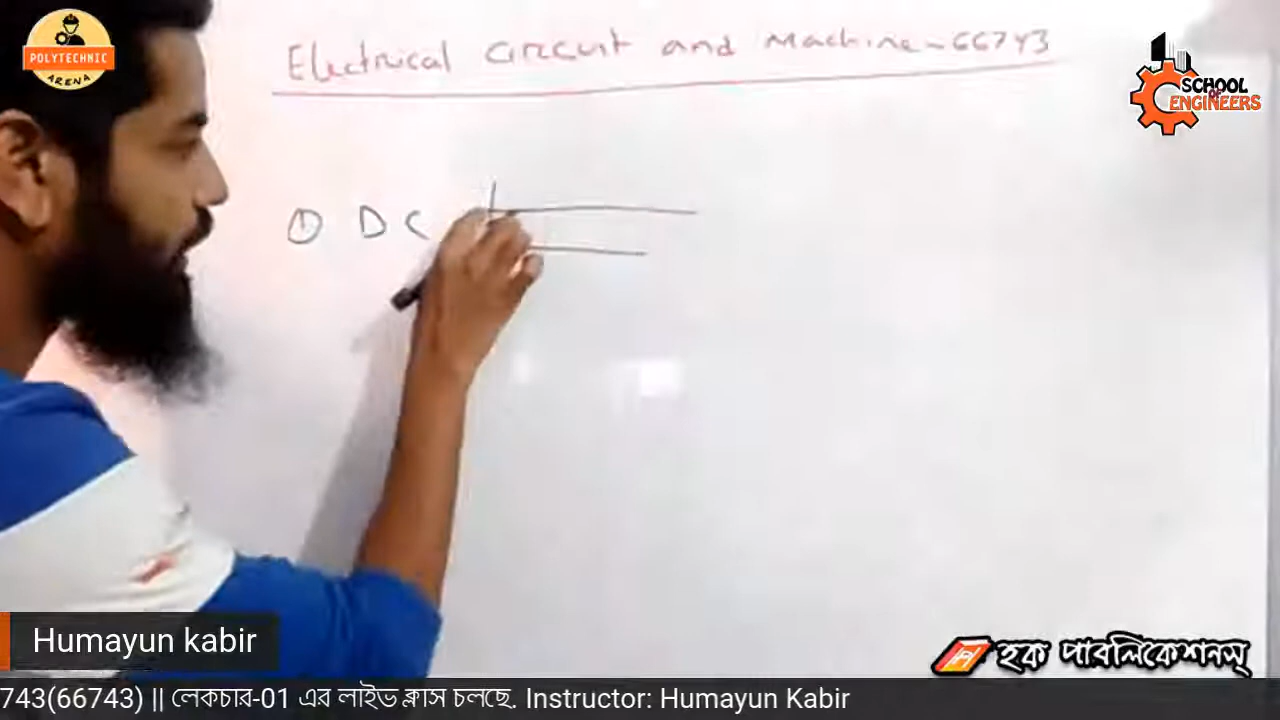 POLYTECHNIC
ARENA
Electrical circuit and Machine-66743
SCHOOL
OF
ENGINEERS
① DC
Humayun kabir
হক পাবলিকেশনস্
743(66743) || লেকচার-01 এর লাইভ ক্লাস চলছে. Instructor: Humayun Kabir